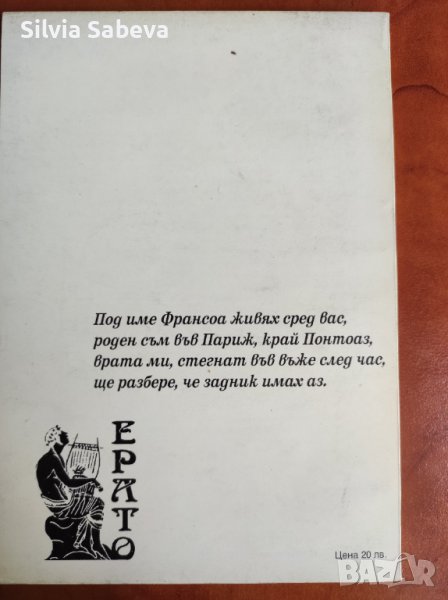 Silvia Sabeva
Под име Франсоа живях сред вас,
роден съм във Париж, край Понтоаз,
врата ми, стегнат във въже след час,
ще разбере, че задник имах аз.
ЕРАТО
Цена 20 лв.
BAZAR